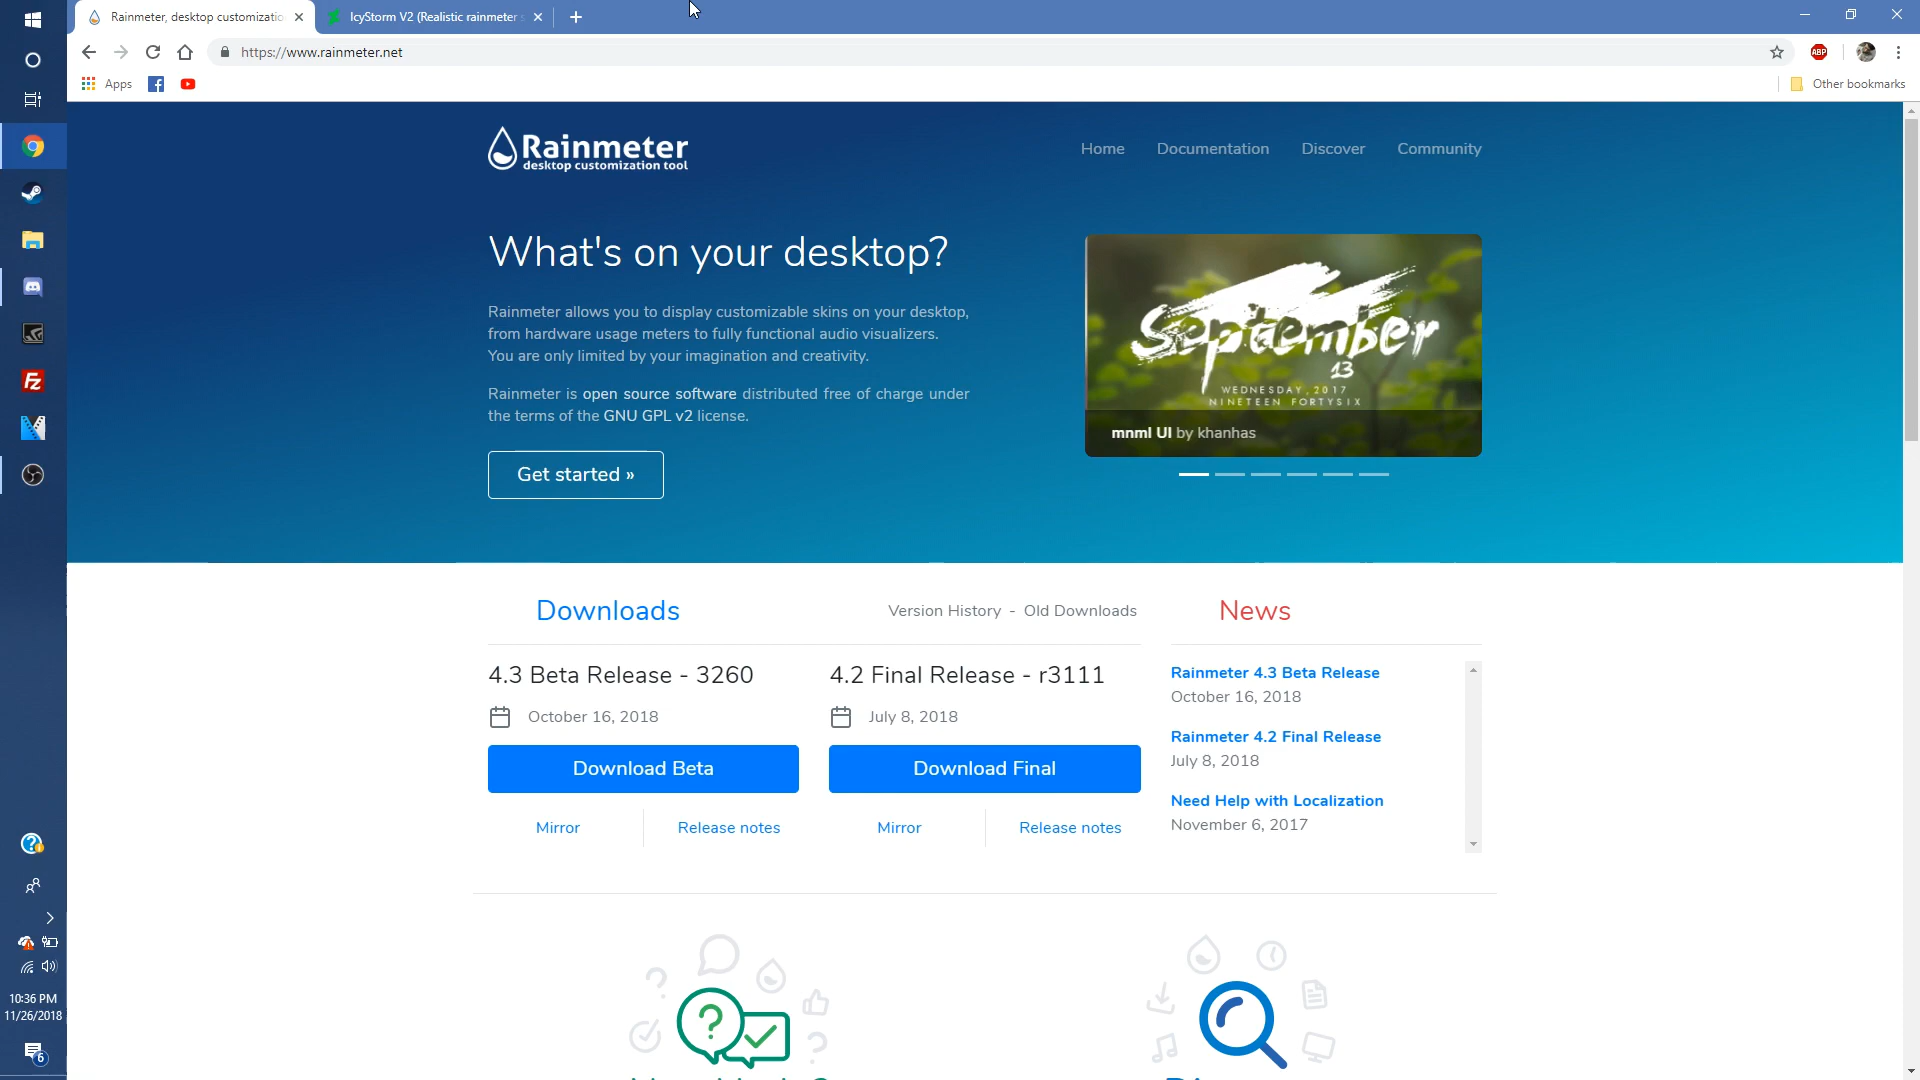 Rainmeter, desktop customizatio
IcyStorm V2 (Realistic rainmeter s
https://www.rainmeter.net
ABP
Apps
Other bookmarks
Rainmeter
desktop customization tool
Home
Documentation
Discover
Community
What's on your desktop?
Rainmeter allows you to display customizable skins on your desktop,
from hardware usage meters to fully functional audio visualizers.
You are only limited by your imagination and creativity.
Rainmeter is open source software distributed free of charge under
the terms of the GNU GPL v2 license.
Get started »
September
13
WEDNESDAY, 2017
NINETEEN FORTYSIX
mnml UI by khanhas
Downloads
Version History - Old Downloads
4.3 Beta Release - 3260
October 16, 2018
Download Beta
Mirror
Release notes
4.2 Final Release - r3111
July 8, 2018
Download Final
Mirror
Release notes
News
Rainmeter 4.3 Beta Release
October 16, 2018
Rainmeter 4.2 Final Release
July 8, 2018
Need Help with Localization
November 6, 2017
10:36 PM
11/26/2018
6